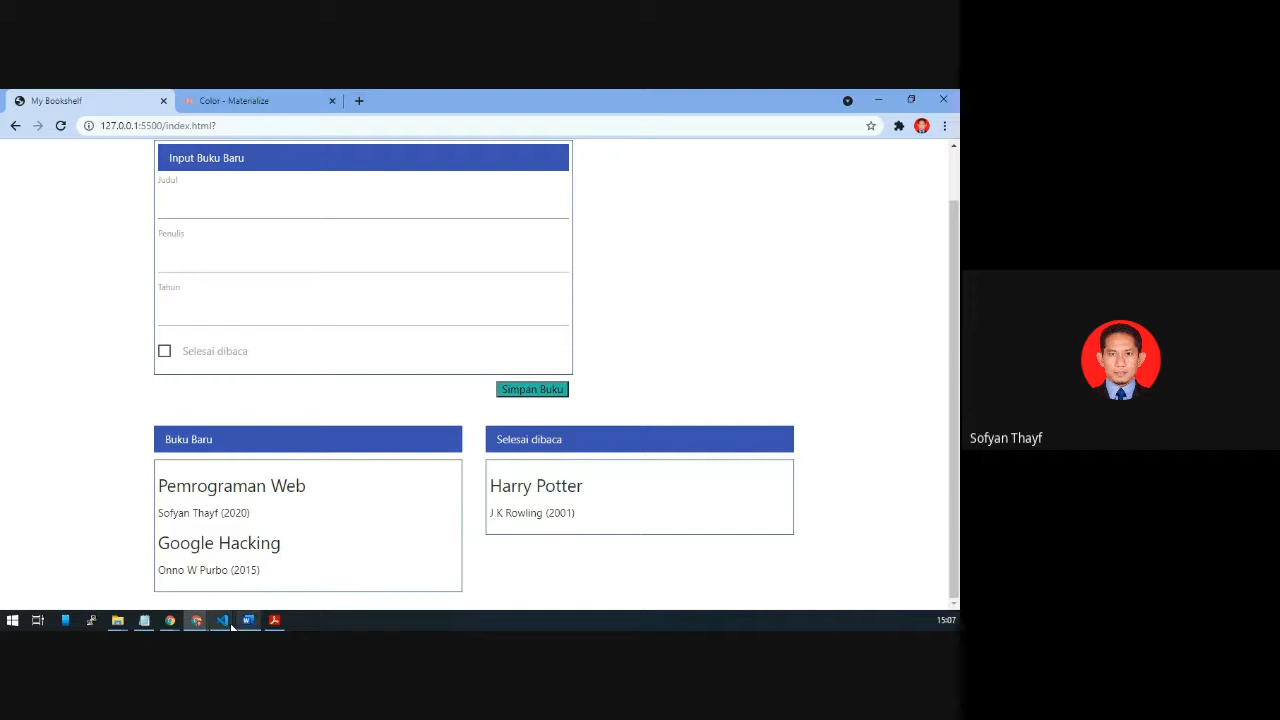 My Bookshelf
Color - Materialize
127.0.0.1:5500/index.html?
Input Buku Baru
Judul
Penulis
Tahun
Selesai dibaca
Simpan Buku
Buku Baru
Selesai dibaca
Pemrograman Web
Sofyan Thayf (2020)
Google Hacking
Onno W Purbo (2015)
Harry Potter
J K Rowling (2001)
15:07
Sofyan Thayf